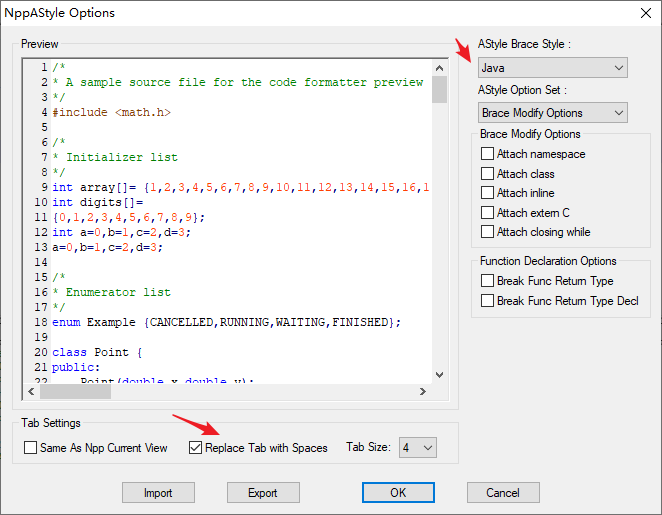 NppAStyle Options
Preview
1 /*
2 * A sample source file for the code formatter preview
3 */
4 #include <math.h>
5
6 /*
7 * Initializer list
8 */
9 int array[]= {1,2,3,4,5,6,7,8,9,10,11,12,13,14,15,16,1
10 int digits[]=
11 {0,1,2,3,4,5,6,7,8,9};
12 int a=0,b=1,c=2,d=3;
13 a=0,b=1,c=2,d=3;
14
15 /*
16 * Enumerator list
17 */
18 enum Example {CANCELLED,RUNNING,WAITING,FINISHED};
19
20 class Point {
21 public:
22 Point(double x,double y);
AStyle Brace Style :
Java
AStyle Option Set :
Brace Modify Options
Brace Modify Options
Attach namespace
Attach class
Attach inline
Attach extern C
Attach closing while
Function Declaration Options
Break Func Return Type
Break Func Return Type Decl
Tab Settings
Same As Npp Current View
Replace Tab with Spaces
Tab Size: 4
Import
Export
OK
Cancel